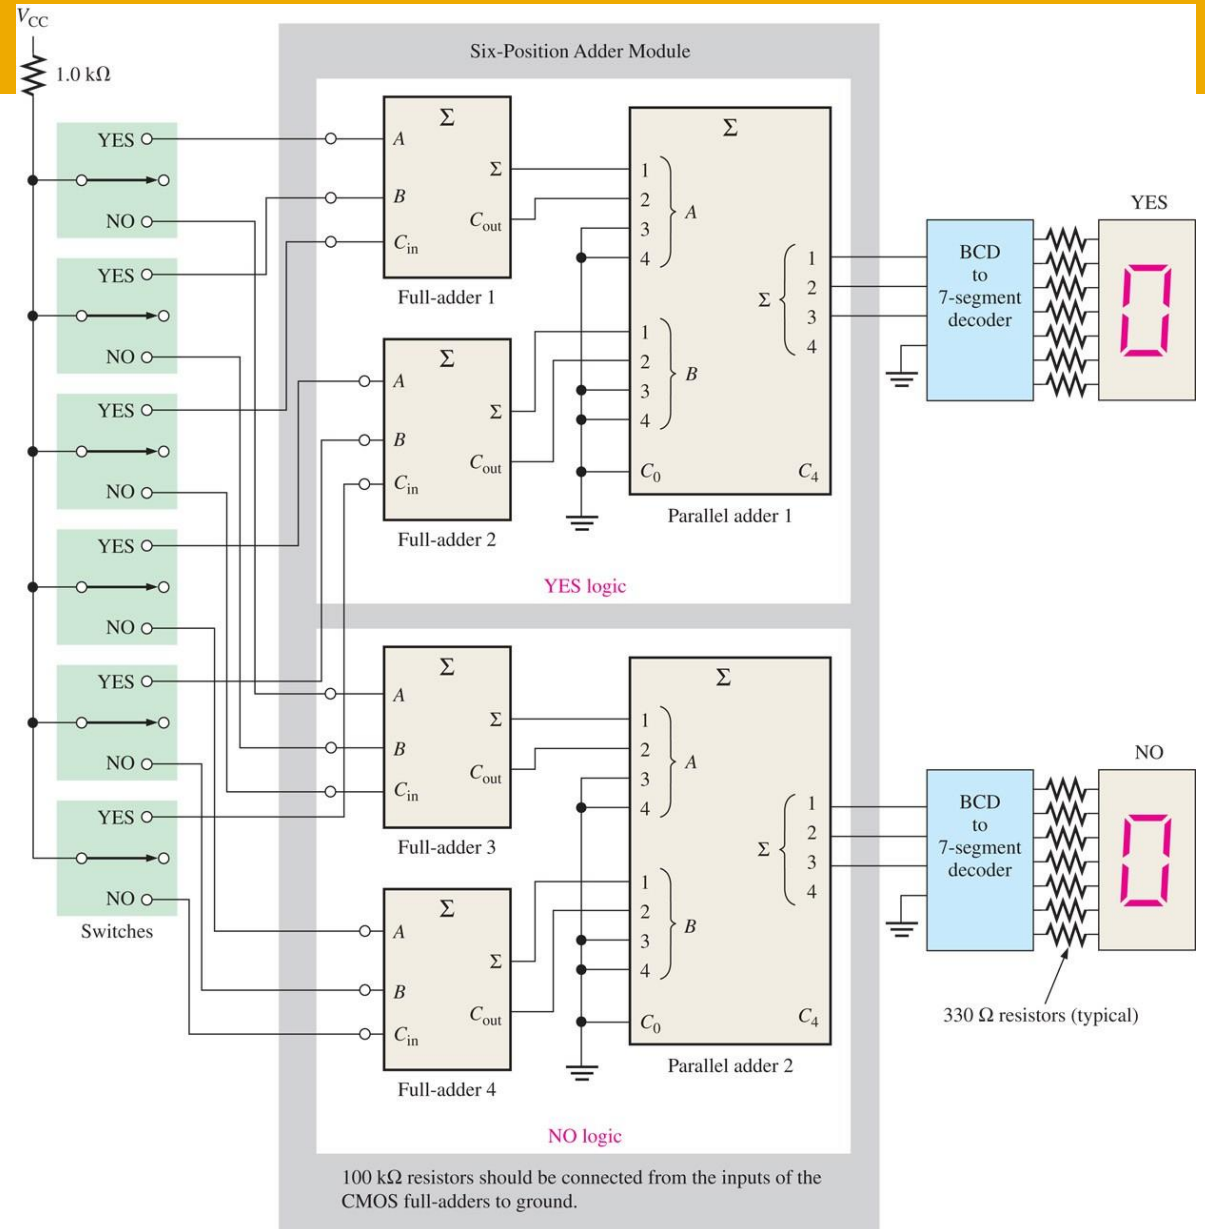 VCC
1.0 kΩ
Six-Position Adder Module
YES
NO
YES
NO
YES
NO
YES
NO
YES
NO
YES
NO
Switches
Σ
A
B
Cin
Σ
Cout
Full-adder 1
Σ
A
B
Cin
Σ
Cout
Full-adder 2
Σ
1
2
3
4
A
1
2
3
4
B
C0
Σ
1
2
3
4
C4
Parallel adder 1
YES logic
BCD
to
7-segment
decoder
YES
0
Σ
A
B
Cin
Σ
Cout
Full-adder 3
Σ
A
B
Cin
Σ
Cout
Full-adder 4
Σ
1
2
3
4
A
1
2
3
4
B
C0
Σ
1
2
3
4
C4
Parallel adder 2
NO logic
BCD
to
7-segment
decoder
NO
0
330 Ω resistors (typical)
100 kΩ resistors should be connected from the inputs of the
CMOS full-adders to ground.